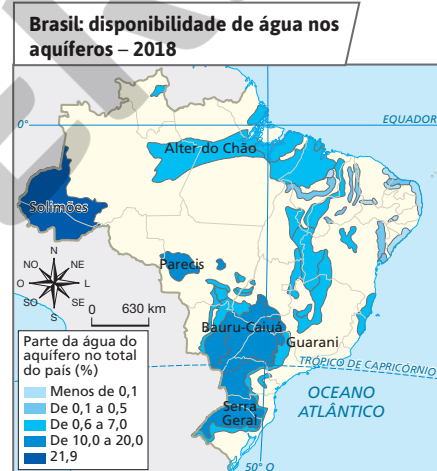 Brasil: disponibilidade de água nos
aquíferos – 2018
0°
EQUADOR
Alter do Chão
Solimões
Parecis
N
NO
NE
O
L
SO
SE
S
0 630 km
Bauru-Caiuá
Guarani
Parte da água do
aquífero no total
do país (%)
Menos de 0,1
De 0,1 a 0,5
De 0,6 a 7,0
De 10,0 a 20,0
21,9
TRÓPICO DE CAPRICÓRNIO
Serra
Geral
OCEANO
ATLÂNTICO
50° O